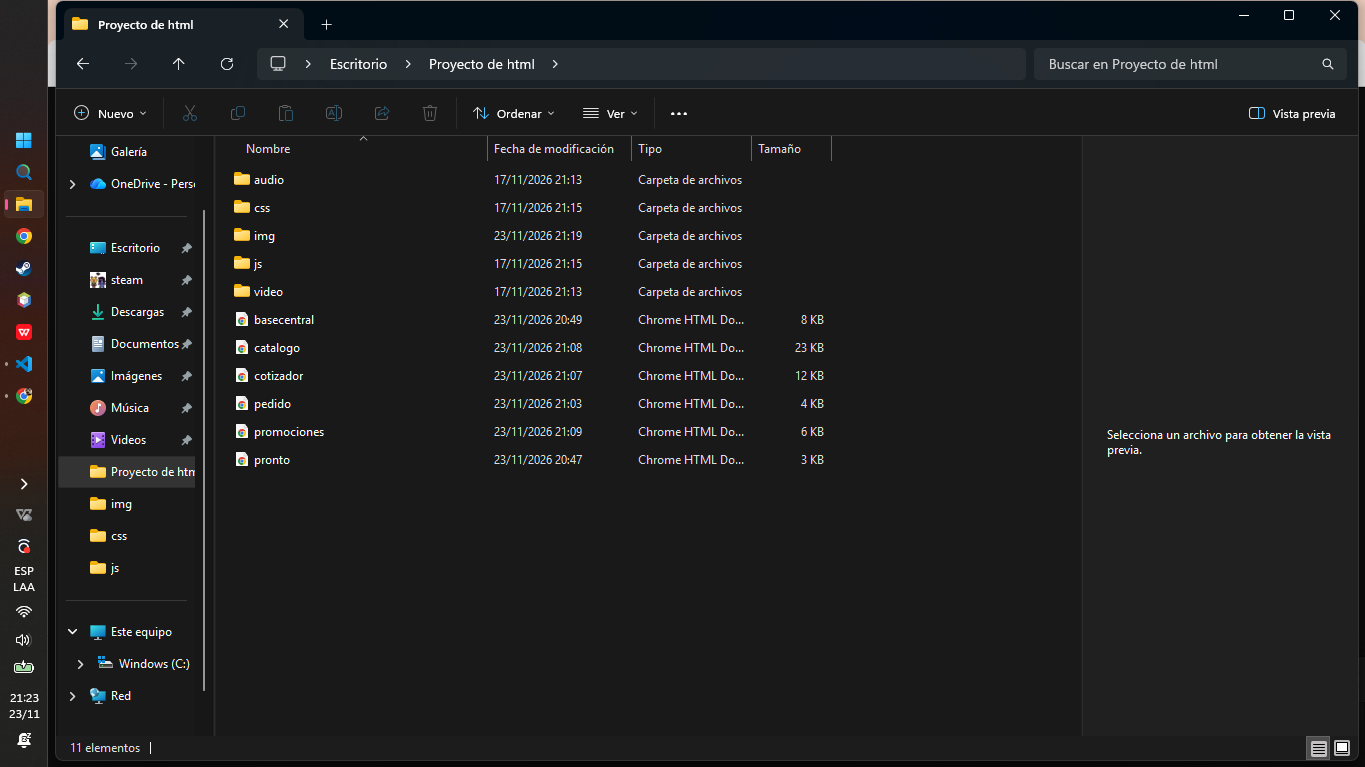 Proyecto de html
Escritorio
Proyecto de html
Buscar en Proyecto de html
Nuevo
Ordenar
Ver
Vista previa
Galería
OneDrive - Pers
Escritorio
steam
Descargas
Documentos
Imágenes
Música
Videos
Proyecto de htm
img
css
js
Este equipo
Windows (C:)
Red
Nombre Fecha de modificación Tipo Tamaño
audio 17/11/2026 21:13 Carpeta de archivos
css 17/11/2026 21:15 Carpeta de archivos
img 23/11/2026 21:19 Carpeta de archivos
js 17/11/2026 21:15 Carpeta de archivos
video 17/11/2026 21:13 Carpeta de archivos
basecentral 23/11/2026 20:49 Chrome HTML Do... 8 KB
catalogo 23/11/2026 21:08 Chrome HTML Do... 23 KB
cotizador 23/11/2026 21:07 Chrome HTML Do... 12 KB
pedido 23/11/2026 21:03 Chrome HTML Do... 4 KB
promociones 23/11/2026 21:09 Chrome HTML Do... 6 KB
pronto 23/11/2026 20:47 Chrome HTML Do... 3 KB
Selecciona un archivo para obtener la vista
previa.
11 elementos
ESP
LAA
21:23
23/11